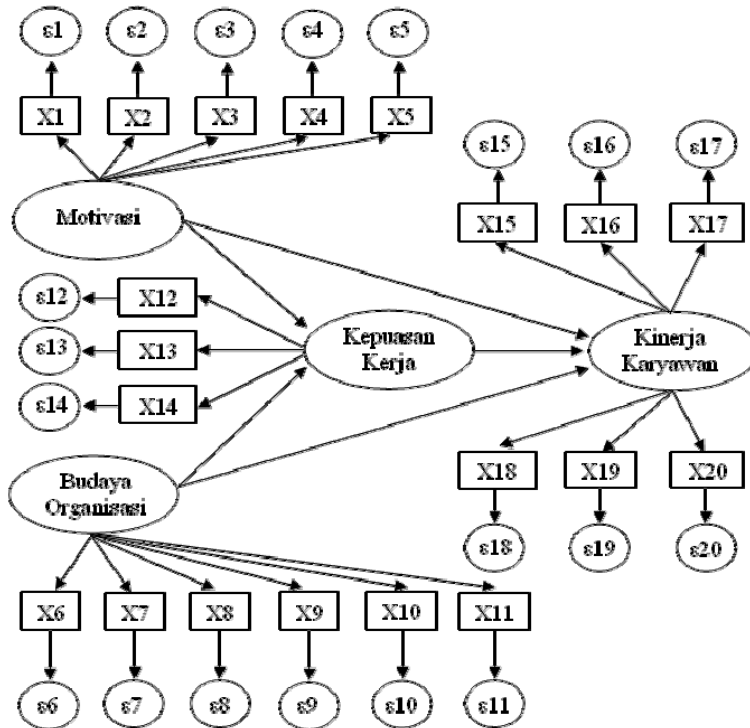 ε1 ε2 ε3 ε4 ε5
X1 X2 X3 X4 X5
ε15 ε16 ε17
X15 X16 X17
Motivasi
ε12 X12
ε13 X13
ε14 X14
Kepuasan
Kerja
Kinerja
Karyawan
Budaya
Organisasi
X18 X19 X20
ε18 ε19 ε20
X6 X7 X8 X9 X10 X11
ε6 ε7 ε8 ε9 ε10 ε11